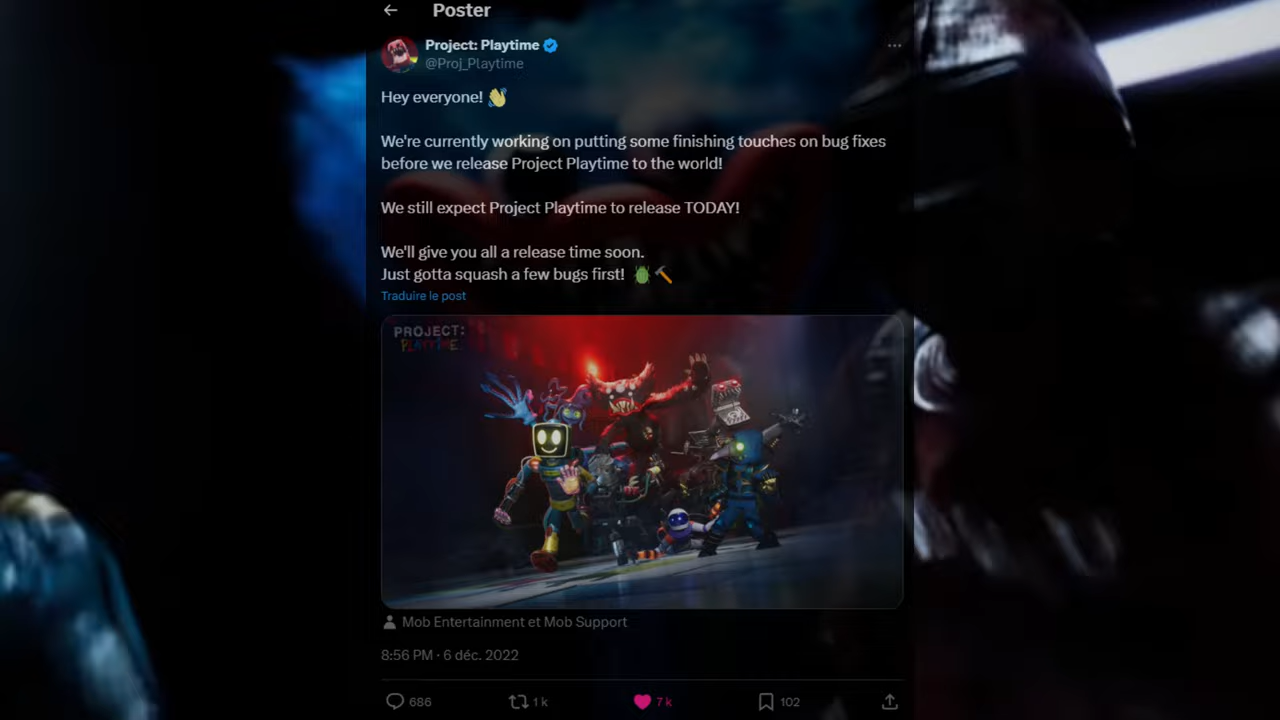 Poster
Project: Playtime
@Proj_Playtime
Hey everyone! 👋
We're currently working on putting some finishing touches on bug fixes
before we release Project Playtime to the world!
We still expect Project Playtime to release TODAY!
We'll give you all a release time soon.
Just gotta squash a few bugs first! 🪲🔨
Traduire le post
PROJECT:
PLAYTIME
Mob Entertainment et Mob Support
8:56 PM · 6 déc. 2022
686 1 k 7 k 102